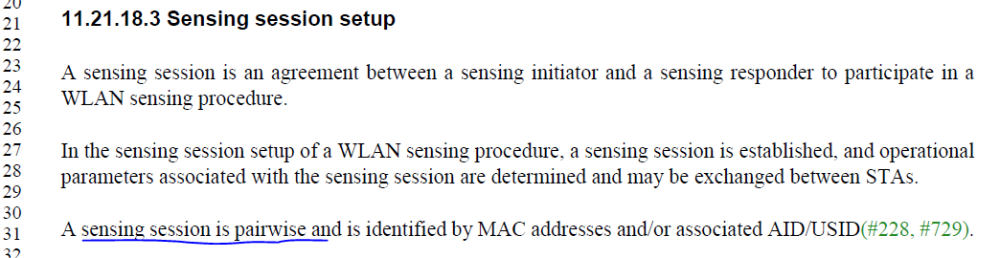 20
21 11.21.18.3 Sensing session setup
22
23 A sensing session is an agreement between a sensing initiator and a sensing responder to participate in a
24
25 WLAN sensing procedure.
26
27 In the sensing session setup of a WLAN sensing procedure, a sensing session is established, and operational
28 parameters associated with the sensing session are determined and may be exchanged between STAs.
29
30
31 A sensing session is pairwise and is identified by MAC addresses and/or associated AID/USID(#228, #729).
32